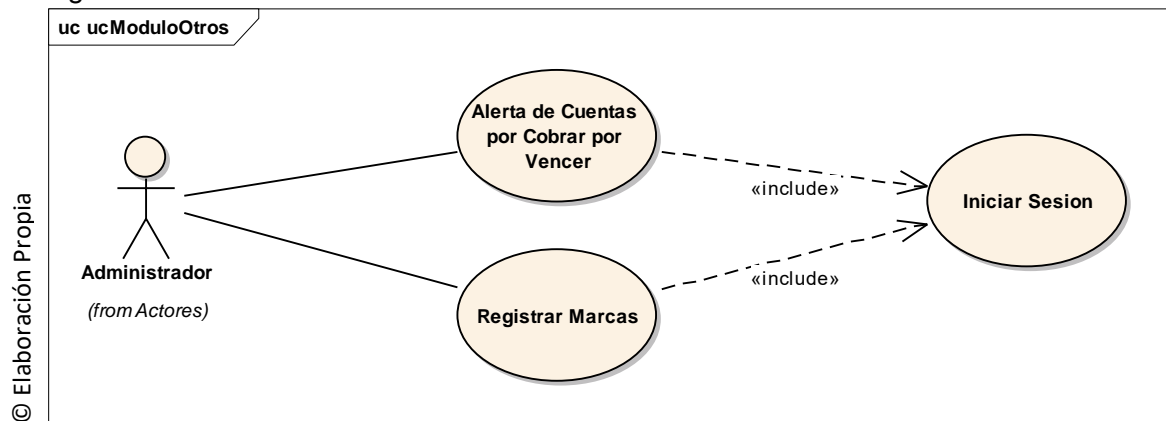 uc ucModuloOtros
Alerta de Cuentas
por Cobrar por
Vencer
«include»
Iniciar Sesion
Administrador
(from Actores)
Registrar Marcas
«include»
© Elaboración Propia